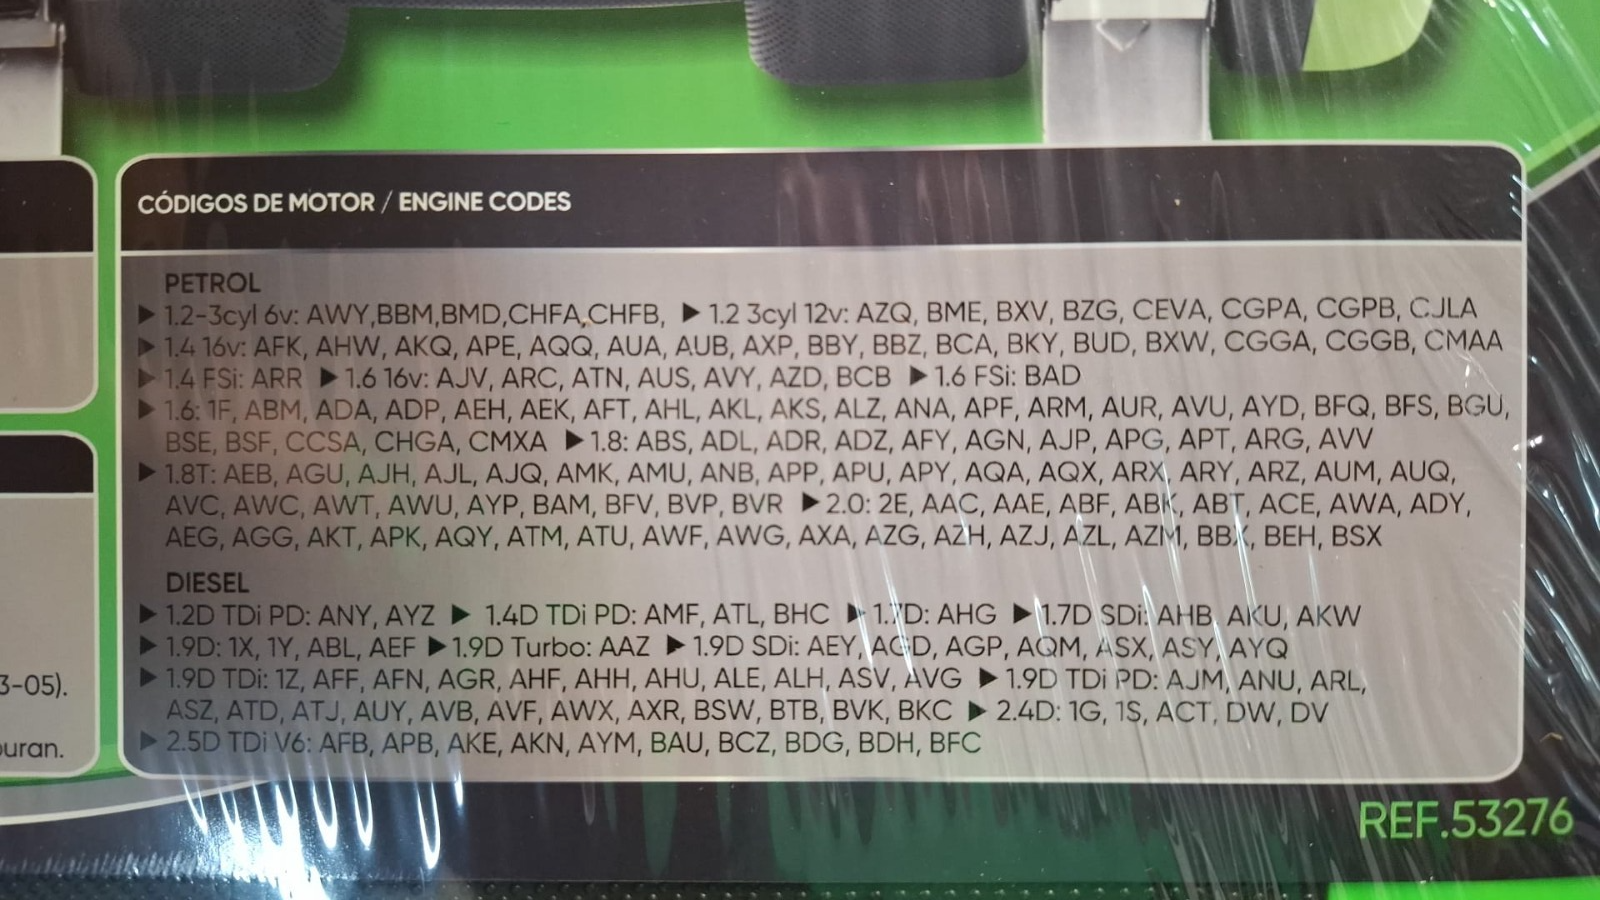 CÓDIGOS DE MOTOR / ENGINE CODES
PETROL
▶ 1.2-3cyl 6v: AWY,BBM,BMD,CHFA,CHFB, ▶ 1.2 3cyl 12v: AZQ, BME, BXV, BZG, CEVA, CGPA, CGPB, CJLA
▶ 1.4 16v: AFK, AHW, AKQ, APE, AQQ, AUA, AUB, AXP, BBY, BBZ, BCA, BKY, BUD, BXW, CGGA, CGGB, CMAA
▶ 1.4 FSi: ARR ▶ 1.6 16v: AJV, ARC, ATN, AUS, AVY, AZD, BCB ▶ 1.6 FSi: BAD
▶ 1.6: 1F, ABM, ADA, ADP, AEH, AEK, AFT, AHL, AKL, AKS, ALZ, ANA, APF, ARM, AUR, AVU, AYD, BFQ, BFS, BGU,
BSE, BSF, CCSA, CHGA, CMXA ▶ 1.8: ABS, ADL, ADR, ADZ, AFY, AGN, AJP, APG, APT, ARG, AVV
▶ 1.8T: AEB, AGU, AJH, AJL, AJQ, AMK, AMU, ANB, APP, APU, APY, AQA, AQX, ARX, ARY, ARZ, AUM, AUQ,
AVC, AWC, AWT, AWU, AYP, BAM, BFV, BVP, BVR ▶ 2.0: 2E, AAC, AAE, ABF, ABK, ABT, ACE, AWA, ADY,
AEG, AGG, AKT, APK, AQY, ATM, ATU, AWF, AWG, AXA, AZG, AZH, AZJ, AZL, AZM, BBX, BEH, BSX
DIESEL
▶ 1.2D TDi PD: ANY, AYZ ▶ 1.4D TDi PD: AMF, ATL, BHC ▶ 1.7D: AHG ▶ 1.7D SDi: AHB, AKU, AKW
▶ 1.9D: 1X, 1Y, ABL, AEF ▶ 1.9D Turbo: AAZ ▶ 1.9D SDi: AEY, AGD, AGP, AQM, ASX, ASY, AYQ
▶ 1.9D TDi: 1Z, AFF, AFN, AGR, AHF, AHH, AHU, ALE, ALH, ASV, AVG ▶ 1.9D TDi PD: AJM, ANU, ARL,
3-05).
ASZ, ATD, ATJ, AUY, AVB, AVF, AWX, AXR, BSW, BTB, BVK, BKC ▶ 2.4D: 1G, 1S, ACT, DW, DV
▶ 2.5D TDi V6: AFB, APB, AKE, AKN, AYM, BAU, BCZ, BDG, BDH, BFC
uran.
REF.53276